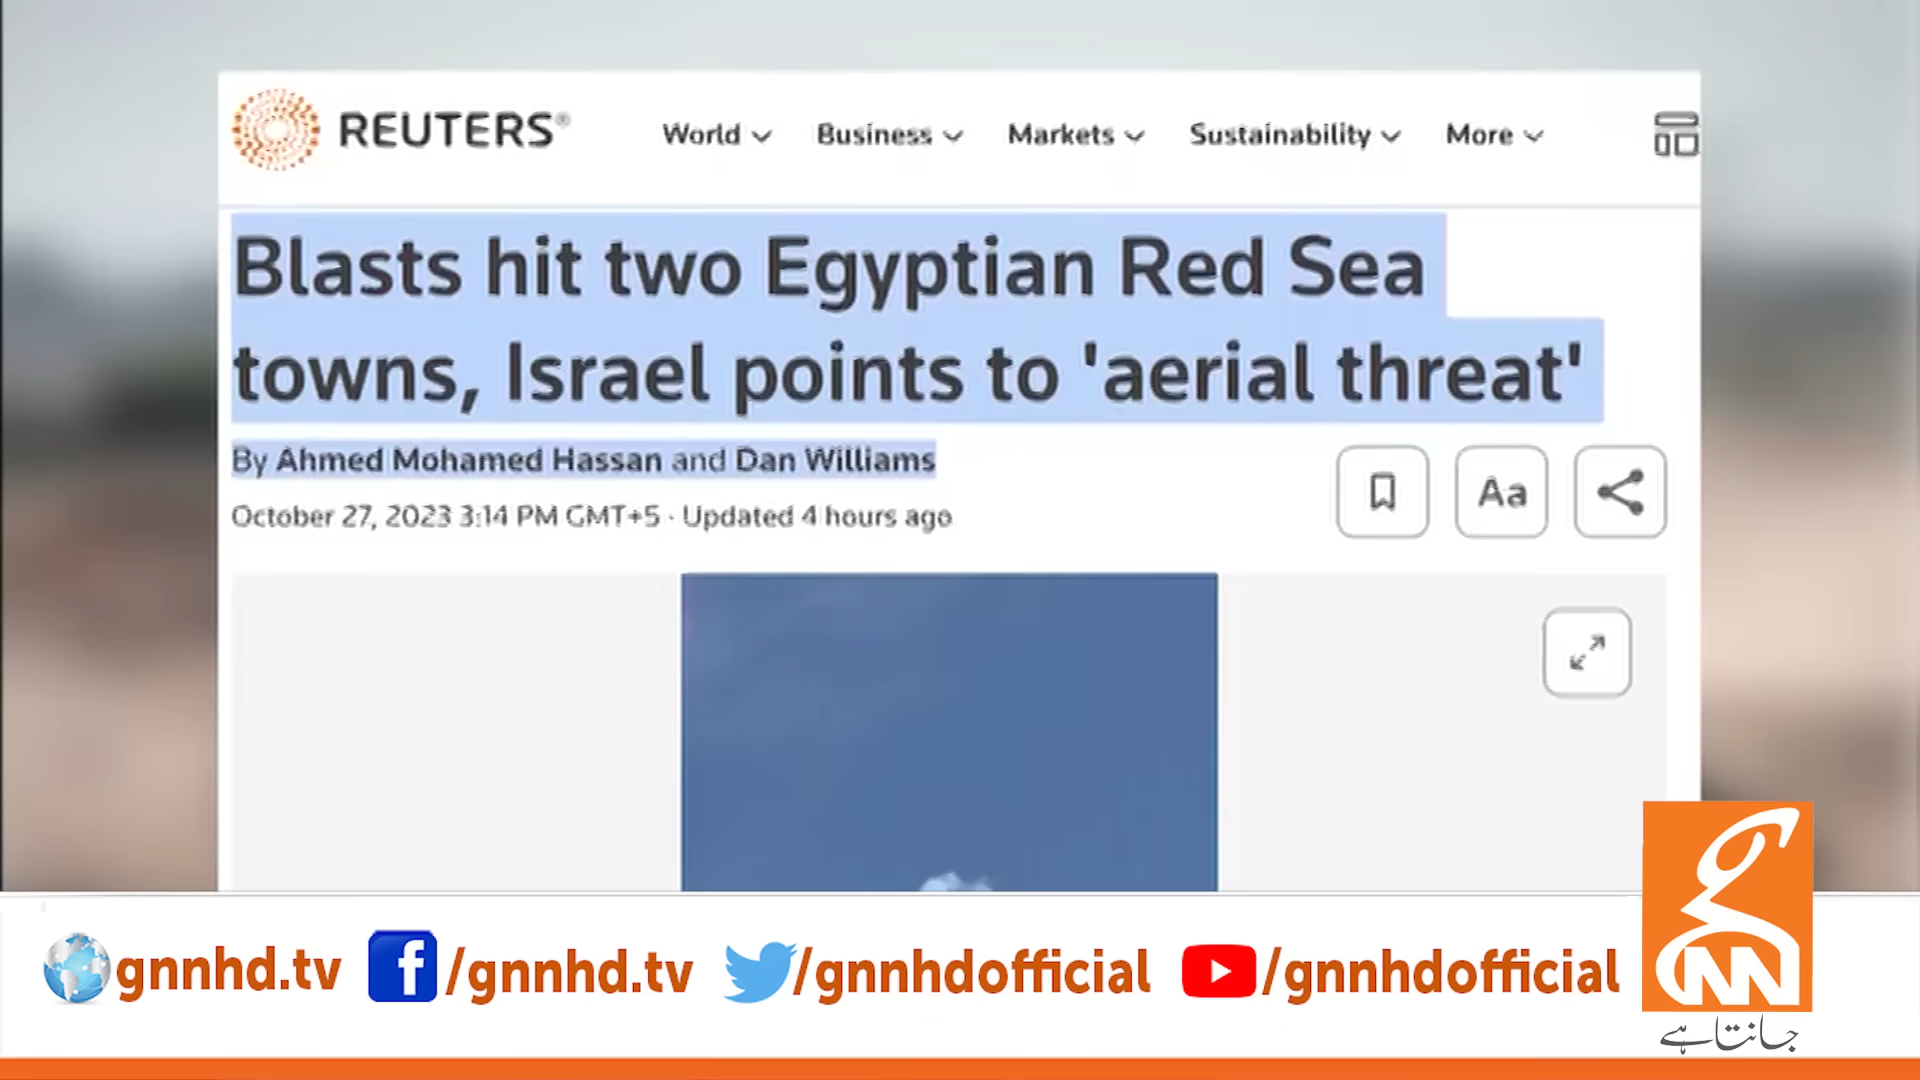 REUTERS®
World Business Markets Sustainability More
Blasts hit two Egyptian Red Sea
towns, Israel points to 'aerial threat'
By Ahmed Mohamed Hassan and Dan Williams
October 27, 2023 3:14 PM GMT+5 · Updated 4 hours ago
Aa
gnnhd.tv /gnnhd.tv /gnnhdofficial /gnnhdofficial
GNN
جانتا ہے